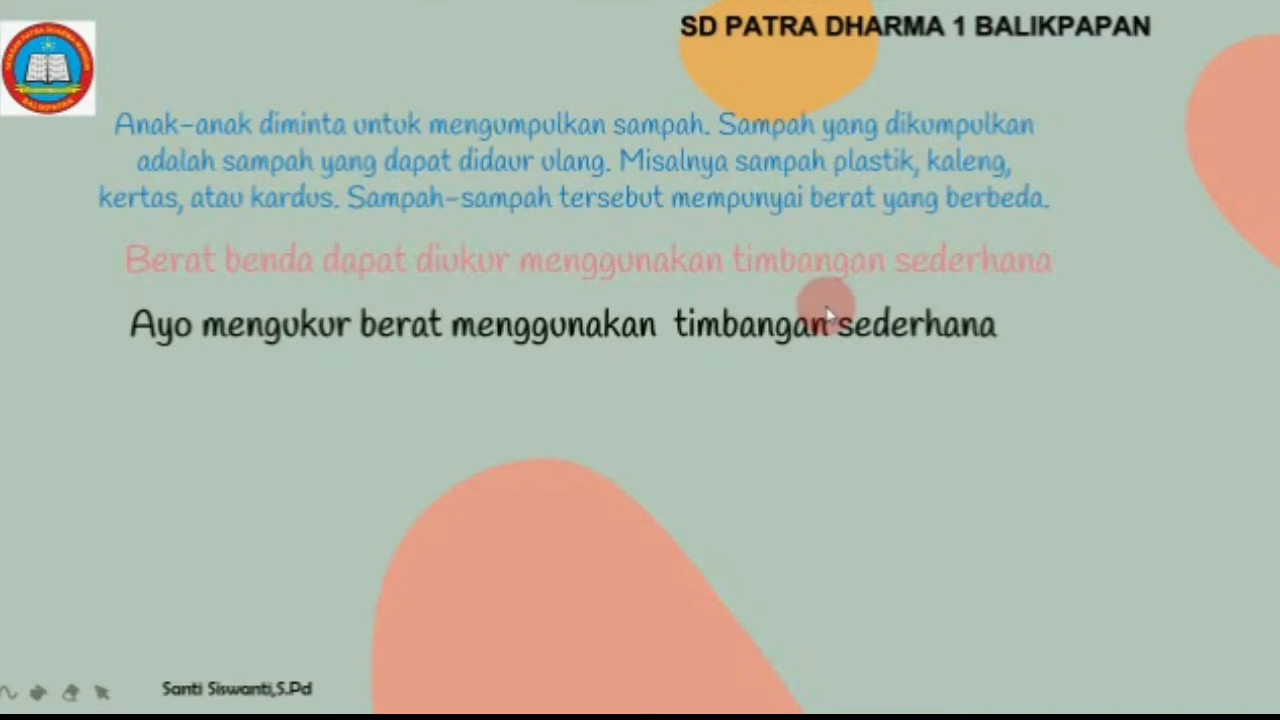 SD PATRA DHARMA 1 BALIKPAPAN
Anak-anak diminta untuk mengumpulkan sampah. Sampah yang dikumpulkan
adalah sampah yang dapat didaur ulang. Misalnya sampah plastik, kaleng,
kertas, atau kardus. Sampah-sampah tersebut mempunyai berat yang berbeda.
Berat benda dapat diukur menggunakan timbangan sederhana
Ayo mengukur berat menggunakan timbangan sederhana
BALIKPAPAN
Santi Siswanti,S.Pd